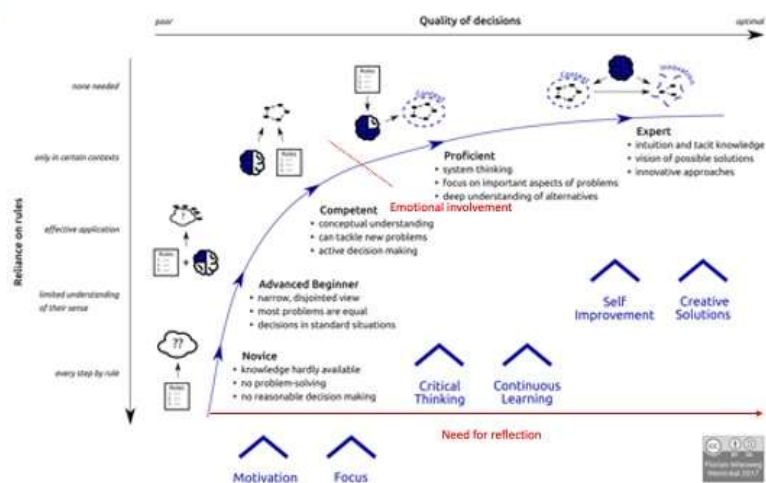 poor Quality of decisions optimal
none needed
only in certain contexts
effective application
limited understanding
of their sense
every step by rule
Reliance on rules
Rules
Context
Context
Innovation
Expert
• intuition and tacit knowledge
• vision of possible solutions
• innovative approaches
Proficient
• system thinking
• focus on important aspects of problems
• deep understanding of alternatives
Emotional involvement
Competent
• conceptual understanding
• can tackle new problems
• active decision making
Rules
Rules
?
Advanced Beginner
• narrow, disjointed view
• most problems are equal
• decisions in standard situations
??
Rules
Novice
• knowledge hardly available
• no problem-solving
• no reasonable decision making
Self
Improvement
Creative
Solutions
Critical
Thinking
Continuous
Learning
Need for reflection
Motivation
Focus
cc
Montréal 2017